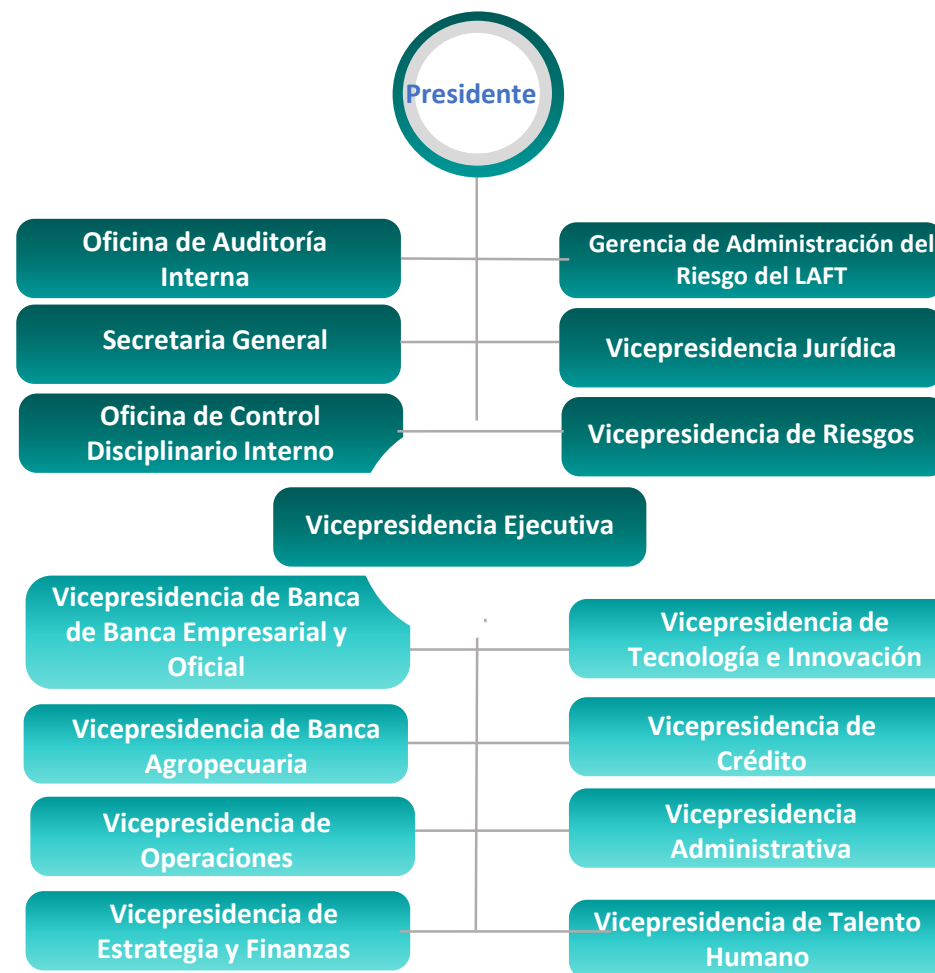 Presidente
Oficina de Auditoría
Interna
Gerencia de Administración del
Riesgo del LAFT
Secretaria General
Vicepresidencia Jurídica
Oficina de Control
Disciplinario Interno
Vicepresidencia de Riesgos
Vicepresidencia Ejecutiva
Vicepresidencia de Banca
de Banca Empresarial y
Oficial
Vicepresidencia de
Tecnología e Innovación
Vicepresidencia de Banca
Agropecuaria
Vicepresidencia de
Crédito
Vicepresidencia de
Operaciones
Vicepresidencia
Administrativa
Vicepresidencia de
Estrategia y Finanzas
Vicepresidencia de Talento
Humano